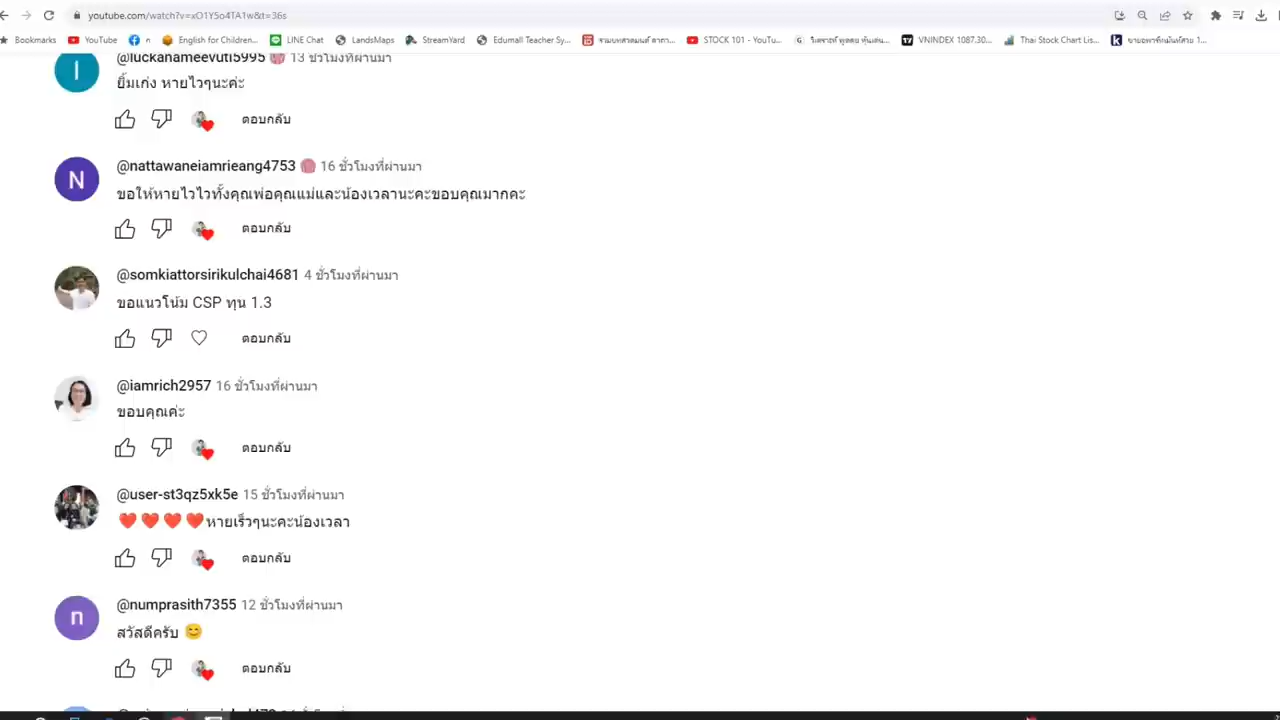 youtube.com/watch?v=xO1Y5o4TA1w&t=36s
Bookmarks YouTube English for Children... LINE Chat LandsMaps StreamYard Edumall Teacher Sy... STOCK 101 - YouTu... VNINDEX 1087.30... Thai Stock Chart Lis...
13 ชั่วโมงที่ผ่านมา
ยิ้มเก่ง หายไวๆนะค่ะ
ตอบกลับ
@nattawaneiamrieang4753 16 ชั่วโมงที่ผ่านมา
ขอให้หายไวไวทั้งคุณพ่อคุณแม่และน้องเวลานะคะขอบคุณมากคะ
ตอบกลับ
@somkiattorsirikulchai4681 4 ชั่วโมงที่ผ่านมา
ขอแนวโน้ม CSP ทุน 1.3
ตอบกลับ
@iamrich2957 16 ชั่วโมงที่ผ่านมา
ขอบคุณค่ะ
ตอบกลับ
@user-st3qz5xk5e 15 ชั่วโมงที่ผ่านมา
❤️❤️❤️❤️หายเร็วๆนะคะน้องเวลา
ตอบกลับ
@numprasith7355 12 ชั่วโมงที่ผ่านมา
สวัสดีครับ 😊
ตอบกลับ